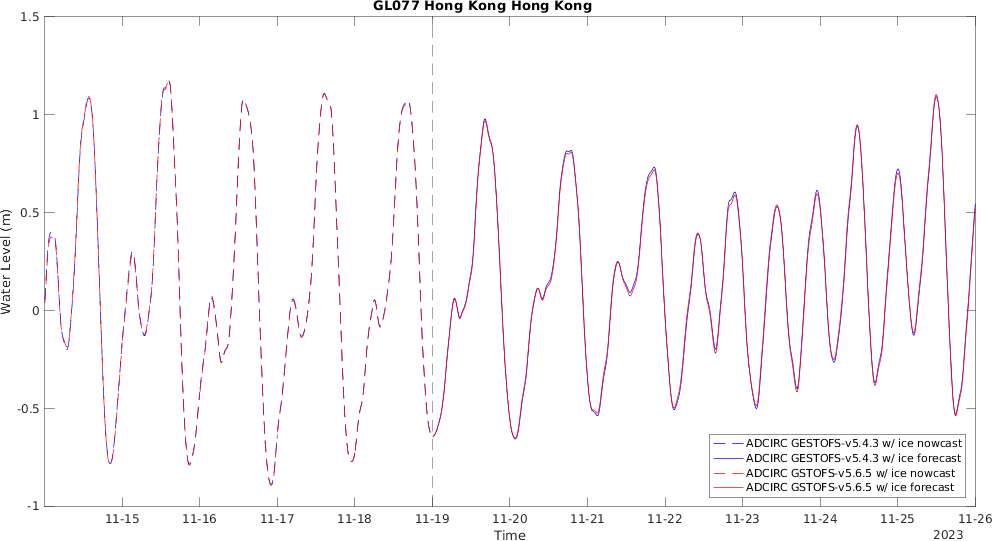 GL077 Hong Kong Hong Kong
Water Level (m)
1.5
1
0.5
0
-0.5
-1
ADCIRC GESTOFS-v5.4.3 w/ ice nowcast
ADCIRC GESTOFS-v5.4.3 w/ ice forecast
ADCIRC GSTOFS-v5.6.5 w/ ice nowcast
ADCIRC GSTOFS-v5.6.5 w/ ice forecast
11-15 11-16 11-17 11-18 11-19 11-20 11-21 11-22 11-23 11-24 11-25 11-26
Time
2023